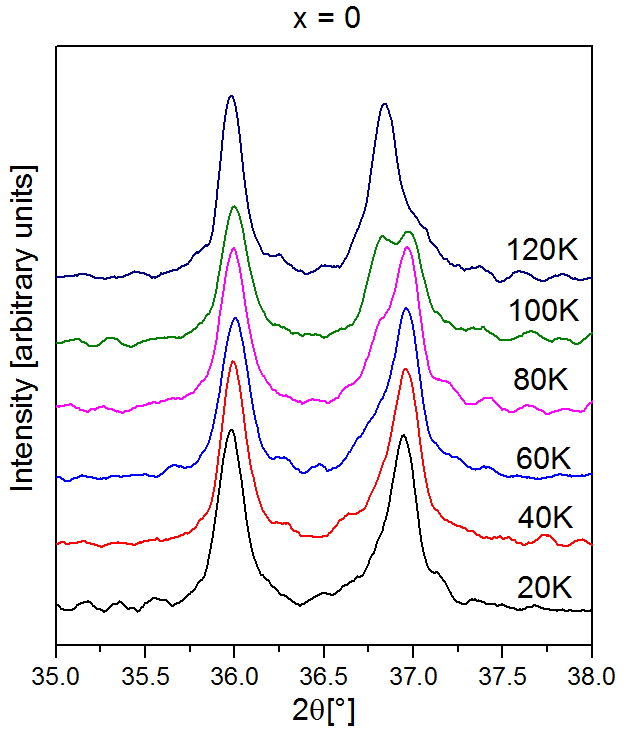 x = 0
Intensity [arbitrary units]
120K
100K
80K
60K
40K
20K
35.0 35.5 36.0 36.5 37.0 37.5 38.0
2θ[°]